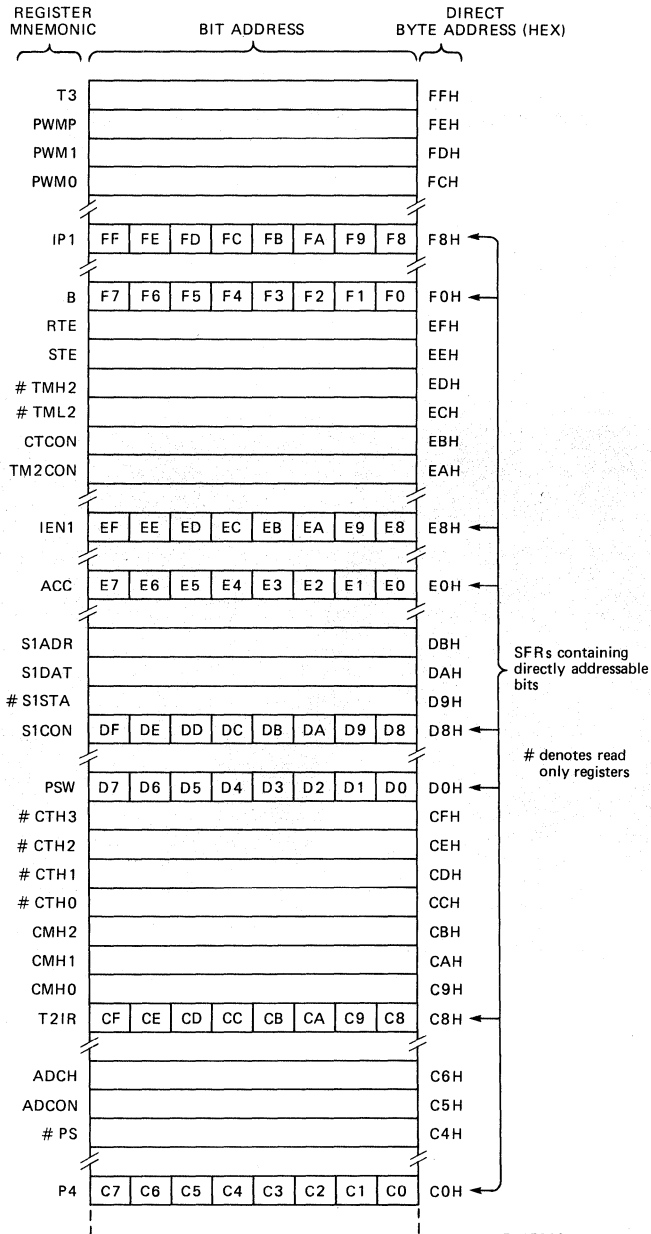 REGISTER MNEMONIC BIT ADDRESS DIRECT BYTE ADDRESS (HEX)
T3 FFH
PWMP FEH
PWM1 FDH
PWM0 FCH
IP1 FF FE FD FC FB FA F9 F8 F8H
B F7 F6 F5 F4 F3 F2 F1 F0 F0H
RTE EFH
STE EEH
# TMH2 EDH
# TML2 ECH
CTCON EBH
TM2CON EAH
IEN1 EF EE ED EC EB EA E9 E8 E8H
ACC E7 E6 E5 E4 E3 E2 E1 E0 E0H
S1ADR DBH
S1DAT DAH
# S1STA D9H
S1CON DF DE DD DC DB DA D9 D8 D8H
SFRs containing
directly addressable
bits
# denotes read
only registers
PSW D7 D6 D5 D4 D3 D2 D1 D0 D0H
# CTH3 CFH
# CTH2 CEH
# CTH1 CDH
# CTH0 CCH
CMH2 CBH
CMH1 CAH
CMH0 C9H
T2IR CF CE CD CC CB CA C9 C8 C8H
ADCH C6H
ADCON C5H
# PS C4H
P4 C7 C6 C5 C4 C3 C2 C1 C0 C0H